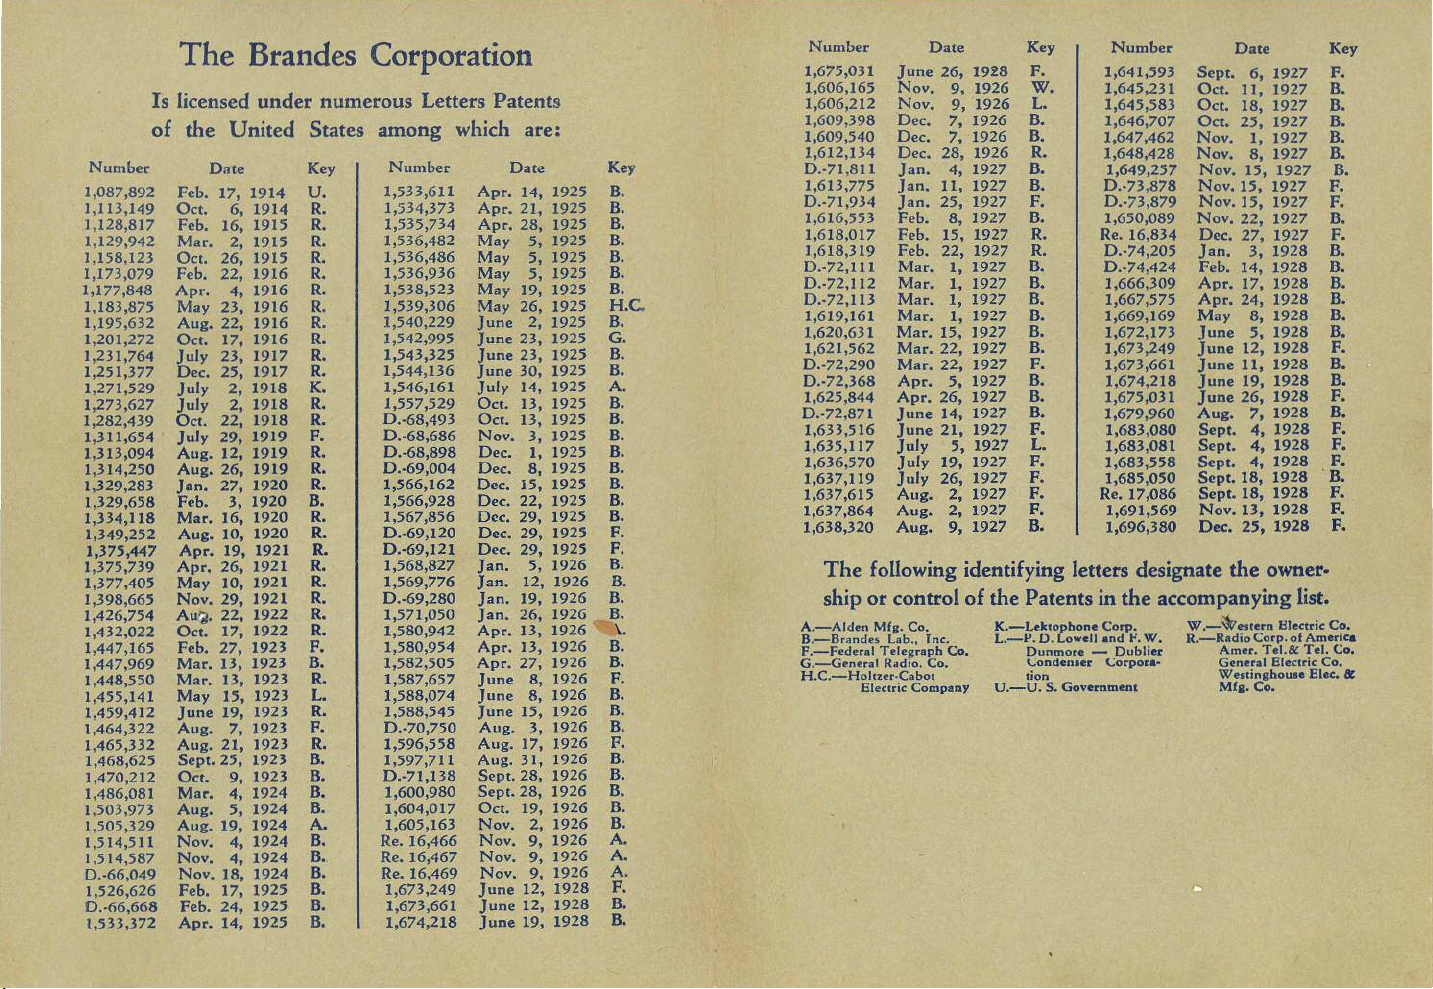 The Brandes Corporation
Is licensed under numerous Letters Patents
of the United States among which are:
Number Date Key
1,087,892 Feb. 17, 1914 U.
1,113,149 Oct. 6, 1914 R.
1,128,817 Feb. 16, 1915 R.
1,129,942 Mar. 2, 1915 R.
1,158,123 Oct. 26, 1915 R.
1,173,079 Feb. 22, 1916 R.
1,177,848 Apr. 4, 1916 R.
1,183,875 May 23, 1916 R.
1,195,632 Aug. 22, 1916 R.
1,201,272 Oct. 17, 1916 R.
1,231,764 July 23, 1917 R.
1,251,377 Dec. 25, 1917 R.
1,271,529 July 2, 1918 K.
1,273,627 July 2, 1918 R.
1,282,439 Oct. 22, 1918 R.
1,311,654 July 29, 1919 F.
1,313,094 Aug. 12, 1919 R.
1,314,250 Aug. 26, 1919 R.
1,329,283 Jan. 27, 1920 R.
1,329,658 Feb. 3, 1920 B.
1,334,118 Mar. 16, 1920 R.
1,349,252 Aug. 10, 1920 R.
1,375,447 Apr. 19, 1921 R.
1,375,739 Apr. 26, 1921 R.
1,377,405 May 10, 1921 R.
1,398,665 Nov. 29, 1921 R.
1,426,754 Aug. 22, 1922 R.
1,432,022 Oct. 17, 1922 R.
1,447,165 Feb. 27, 1923 F.
1,447,969 Mar. 13, 1923 B.
1,448,550 Mar. 13, 1923 R.
1,455,141 May 15, 1923 L.
1,459,412 June 19, 1923 R.
1,464,322 Aug. 7, 1923 F.
1,465,332 Aug. 21, 1923 R.
1,468,625 Sept. 25, 1923 B.
1,470,212 Oct. 9, 1923 B.
1,486,081 Mar. 4, 1924 B.
1,503,973 Aug. 5, 1924 B.
1,505,329 Aug. 19, 1924 A.
1,514,511 Nov. 4, 1924 B.
1,514,587 Nov. 4, 1924 B.
D.-66,049 Nov. 18, 1924 B.
1,526,626 Feb. 17, 1925 B.
D.-66,668 Feb. 24, 1925 B.
1,533,372 Apr. 14, 1925 B.
Number Date Key
1,533,611 Apr. 14, 1925 B.
1,534,373 Apr. 21, 1925 B.
1,535,734 Apr. 28, 1925 B.
1,536,482 May 5, 1925 B.
1,536,486 May 5, 1925 B.
1,536,936 May 5, 1925 B.
1,538,523 May 19, 1925 B.
1,539,306 May 26, 1925 H.C.
1,540,229 June 2, 1925 B.
1,542,995 June 23, 1925 G.
1,543,325 June 23, 1925 B.
1,544,136 June 30, 1925 B.
1,546,161 July 14, 1925 A.
1,557,529 Oct. 13, 1925 B.
D.-68,493 Oct. 13, 1925 B.
D.-68,686 Nov. 3, 1925 B.
D.-68,898 Dec. 1, 1925 B.
D.-69,004 Dec. 8, 1925 B.
1,566,162 Dec. 15, 1925 B.
1,566,928 Dec. 22, 1925 B.
1,567,856 Dec. 29, 1925 B.
D.-69,120 Dec. 29, 1925 F.
D.-69,121 Dec. 29, 1925 F.
1,568,827 Jan. 5, 1926 B.
1,569,776 Jan. 12, 1926 B.
D.-69,280 Jan. 19, 1926 B.
1,571,050 Jan. 26, 1926 B.
1,580,942 Apr. 13, 1926
1,580,954 Apr. 13, 1926 B.
1,582,505 Apr. 27, 1926 B.
1,587,657 June 8, 1926 F.
1,588,074 June 8, 1926 B.
1,588,545 June 15, 1926 B.
D.-70,750 Aug. 3, 1926 B.
1,596,558 Aug. 17, 1926 F.
1,597,711 Aug. 31, 1926 B.
D.-71,138 Sept. 28, 1926 B.
1,600,980 Sept. 28, 1926 B.
1,604,017 Oct. 19, 1926 B.
1,605,163 Nov. 2, 1926 B.
Re. 16,466 Nov. 9, 1926 A.
Re. 16,467 Nov. 9, 1926 A.
Re. 16,469 Nov. 9, 1926 A.
1,673,249 June 12, 1928 F.
1,673,661 June 12, 1928 B.
1,674,218 June 19, 1928 B.
Number Date Key
1,675,031 June 26, 1928 F.
1,606,165 Nov. 9, 1926 W.
1,606,212 Nov. 9, 1926 L.
1,609,398 Dec. 7, 1926 B.
1,609,540 Dec. 7, 1926 B.
1,612,134 Dec. 28, 1926 R.
D.-71,811 Jan. 4, 1927 B.
1,613,775 Jan. 11, 1927 B.
D.-71,934 Jan. 25, 1927 F.
1,616,553 Feb. 8, 1927 B.
1,618,017 Feb. 15, 1927 R.
1,618,319 Feb. 22, 1927 R.
D.-72,111 Mar. 1, 1927 B.
D.-72,112 Mar. 1, 1927 B.
D.-72,113 Mar. 1, 1927 B.
1,619,161 Mar. 1, 1927 B.
1,620,631 Mar. 15, 1927 B.
1,621,562 Mar. 22, 1927 B.
D.-72,290 Mar. 22, 1927 F.
D.-72,368 Apr. 5, 1927 B.
1,625,844 Apr. 26, 1927 B.
D.-72,871 June 14, 1927 B.
1,633,516 June 21, 1927 F.
1,635,117 July 5, 1927 L.
1,636,570 July 19, 1927 F.
1,637,119 July 26, 1927 F.
1,637,615 Aug. 2, 1927 F.
1,637,864 Aug. 2, 1927 F.
1,638,320 Aug. 9, 1927 B.
Number Date Key
1,641,593 Sept. 6, 1927 F.
1,645,231 Oct. 11, 1927 B.
1,645,583 Oct. 18, 1927 B.
1,646,707 Oct. 25, 1927 B.
1,647,462 Nov. 1, 1927 B.
1,648,428 Nov. 8, 1927 B.
1,649,257 Nov. 15, 1927 B.
D.-73,878 Nov. 15, 1927 F.
D.-73,879 Nov. 15, 1927 F.
1,650,089 Nov. 22, 1927 B.
Re. 16,834 Dec. 27, 1927 F.
D.-74,205 Jan. 3, 1928 B.
D.-74,424 Feb. 14, 1928 B.
1,666,309 Apr. 17, 1928 B.
1,667,575 Apr. 24, 1928 B.
1,669,169 May 8, 1928 B.
1,672,173 June 5, 1928 B.
1,673,249 June 12, 1928 F.
1,673,661 June 11, 1928 B.
1,674,218 June 19, 1928 B.
1,675,031 June 26, 1928 F.
1,679,960 Aug. 7, 1928 B.
1,683,080 Sept. 4, 1928 F.
1,683,081 Sept. 4, 1928 F.
1,683,558 Sept. 4, 1928 F.
1,685,050 Sept. 18, 1928 B.
Re. 17,086 Sept. 18, 1928 F.
1,691,569 Nov. 13, 1928 F.
1,696,380 Dec. 25, 1928 F.
The following identifying letters designate the owner-
ship or control of the Patents in the accompanying list.
A.—Alden Mfg. Co.
B.—Brandes Lab., Inc.
F.—Federal Telegraph Co.
G.—General Radio. Co.
H.C.—Holtzer-Cabot
Electric Company
K.—Lektophone Corp.
L.—P. D. Lowell and F. W.
Dunmore — Dublier
Condenser Corpora-
tion
U.—U. S. Government
W.—Western Electric Co.
R.—Radio Corp. of America
Amer. Tel. & Tel. Co.
General Electric Co.
Westinghouse Elec. &
Mfg. Co.